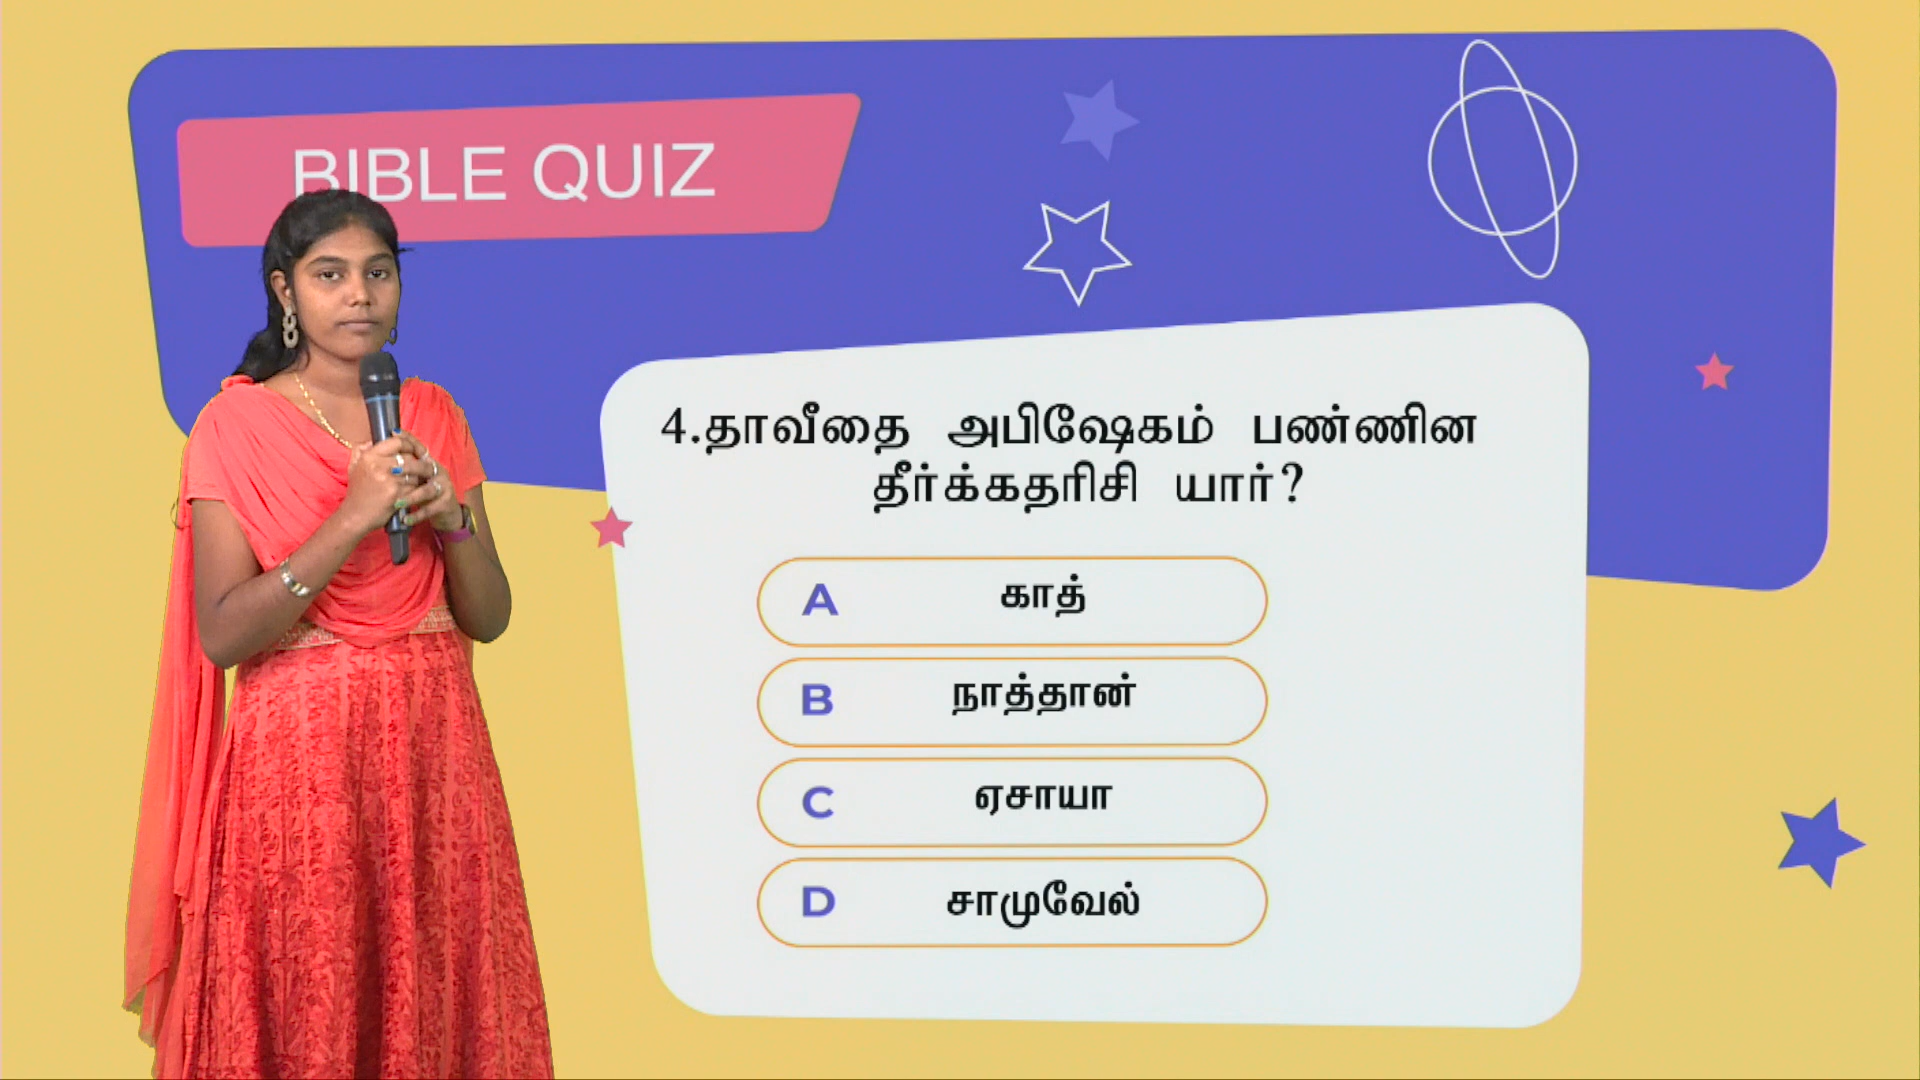 BIBLE QUIZ
4.தாவீதை அபிஷேகம் பண்ணின
தீர்க்கதரிசி யார்?
A காத்
B நாத்தான்
C ஏசாயா
D சாமுவேல்